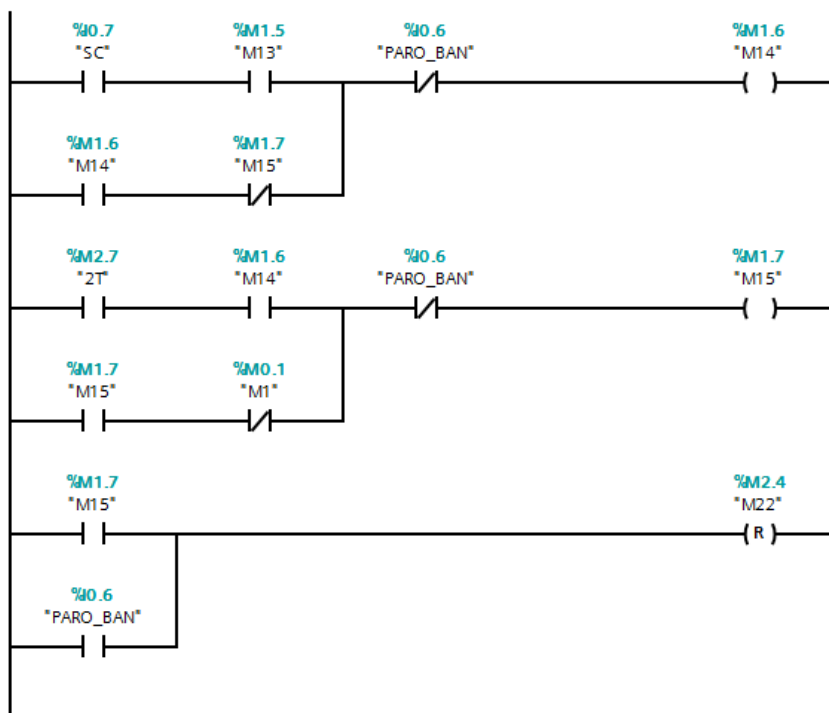 %I0.7 %M1.5 %I0.6 %M1.6
"SC" "M13" "PARO_BAN" "M14"
%M1.6 %M1.7
"M14" "M15"
%M2.7 %M1.6 %I0.6 %M1.7
"2T" "M14" "PARO_BAN" "M15"
%M1.7 %M0.1
"M15" "M1"
%M1.7 %M2.4
"M15" "M22"
R
%I0.6
"PARO_BAN"